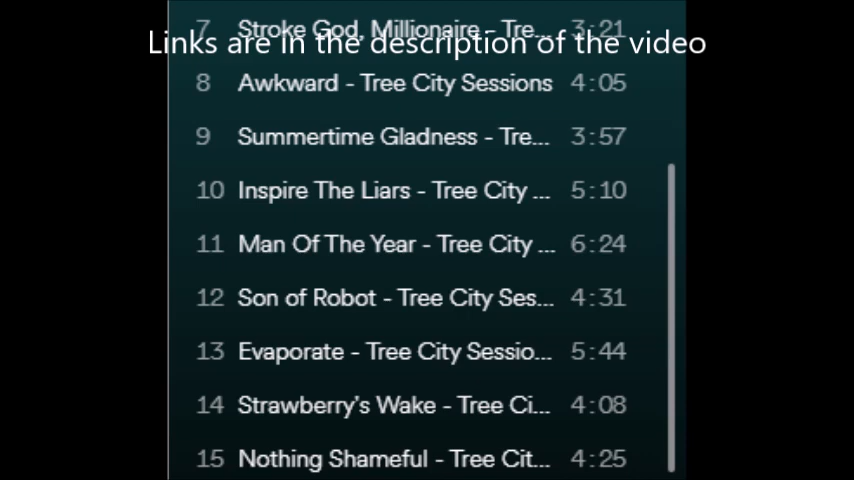 7 Stroke God, Millionaire - Tre... 3:21
Links are in the description of the video
8 Awkward - Tree City Sessions 4:05
9 Summertime Gladness - Tre... 3:57
10 Inspire The Liars - Tree City ... 5:10
11 Man Of The Year - Tree City ... 6:24
12 Son of Robot - Tree City Ses... 4:31
13 Evaporate - Tree City Sessio... 5:44
14 Strawberry's Wake - Tree Ci... 4:08
15 Nothing Shameful - Tree Cit... 4:25